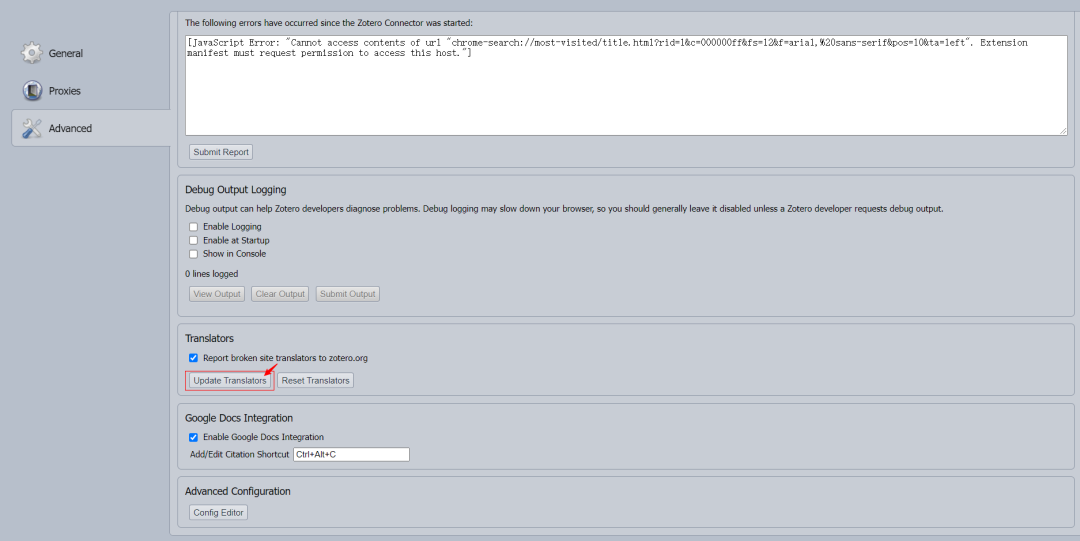 The following errors have occurred since the Zotero Connector was started:
[JavaScript Error: "Cannot access contents of url "chrome-search://most-visited/title.html?rid=1&c=000000ff&fs=12&f=arial,%20sans-serif&pos=10&ta=left". Extension
manifest must request permission to access this host."]
General
Proxies
Advanced
Submit Report
Debug Output Logging
Debug output can help Zotero developers diagnose problems. Debug logging may slow down your browser, so you should generally leave it disabled unless a Zotero developer requests debug output.
Enable Logging
Enable at Startup
Show in Console
0 lines logged
View Output Clear Output Submit Output
Translators
Report broken site translators to zotero.org
Update Translators Reset Translators
Google Docs Integration
Enable Google Docs Integration
Add/Edit Citation Shortcut Ctrl+Alt+C
Advanced Configuration
Config Editor